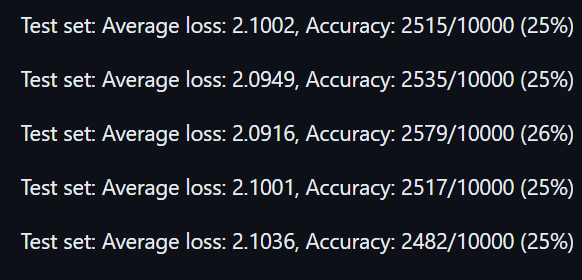 Test set: Average loss: 2.1002, Accuracy: 2515/10000 (25%)
Test set: Average loss: 2.0949, Accuracy: 2535/10000 (25%)
Test set: Average loss: 2.0916, Accuracy: 2579/10000 (26%)
Test set: Average loss: 2.1001, Accuracy: 2517/10000 (25%)
Test set: Average loss: 2.1036, Accuracy: 2482/10000 (25%)